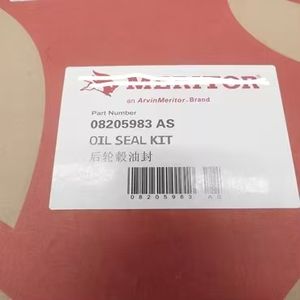 MERITOR
an ArvinMeritor Brand
Part Number
08205983 AS
OIL SEAL KIT
后轮毂油封
08205983 AS